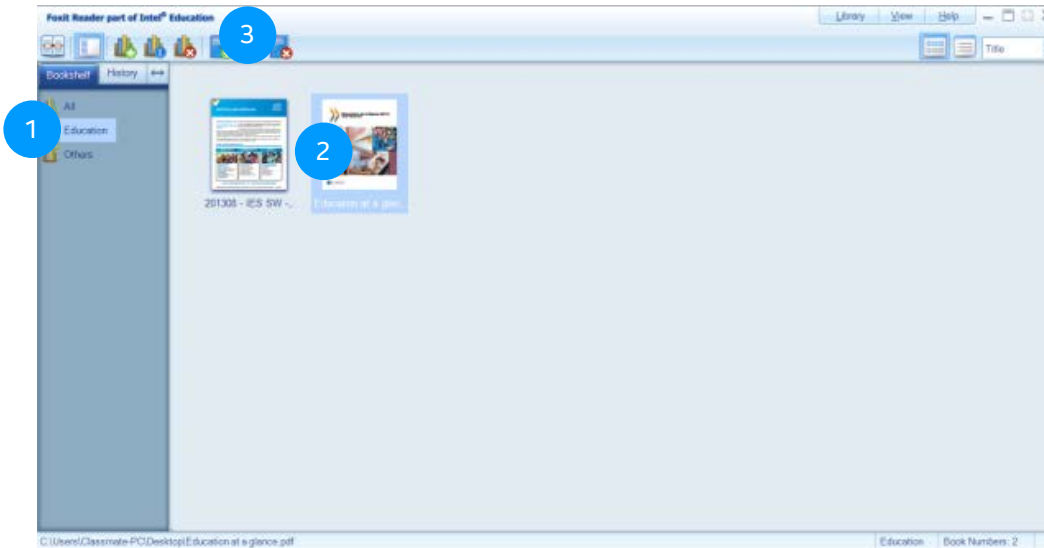 Foxit Reader part of Intel® Education
Library View Help
3
Title
Bookshelf History
All
1
Education
Others
2
201308 - IES SW -...
Education at a glan...
C:\Users\Classmate-PC\Desktop\Education at a glance.pdf
Education Book Numbers: 2